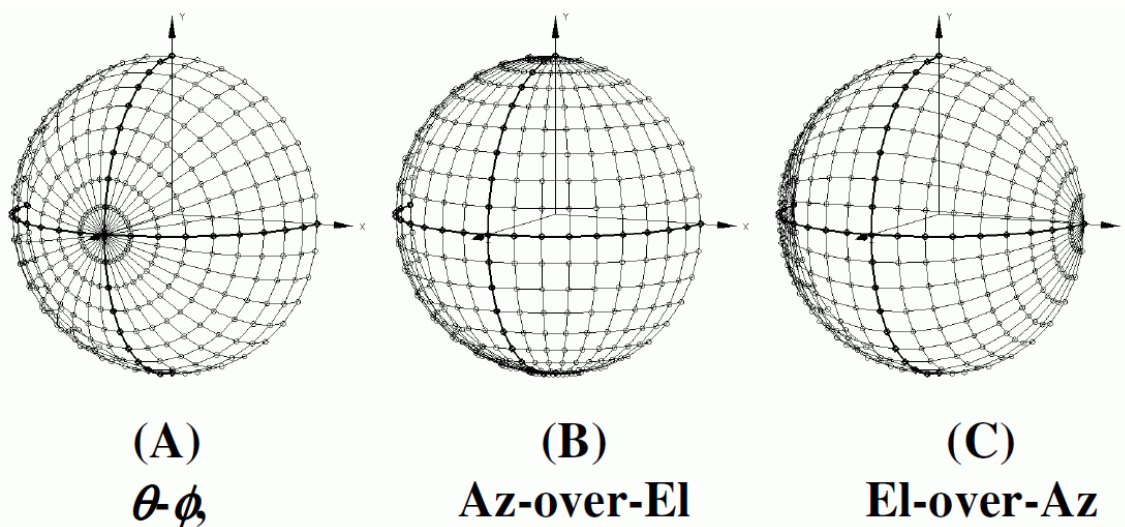 Y Y Y
X X X
(A) (B) (C)
θ-ϕ, Az-over-El El-over-Az